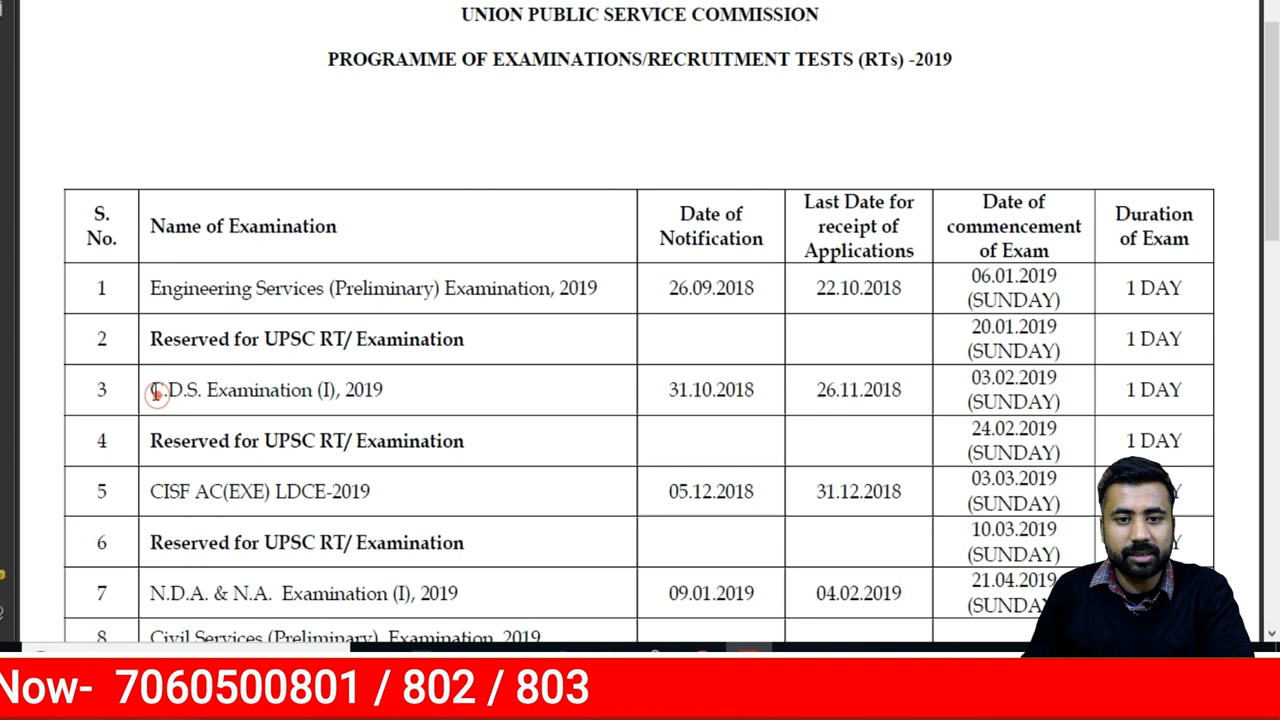 UNION PUBLIC SERVICE COMMISSION
PROGRAMME OF EXAMINATIONS/RECRUITMENT TESTS (RTs) -2019
S. No. Name of Examination Date of Notification Last Date for receipt of Applications Date of commencement of Exam Duration of Exam
1 Engineering Services (Preliminary) Examination, 2019 26.09.2018 22.10.2018 06.01.2019 (SUNDAY) 1 DAY
2 Reserved for UPSC RT/ Examination 20.01.2019 (SUNDAY) 1 DAY
3 C.D.S. Examination (I), 2019 31.10.2018 26.11.2018 03.02.2019 (SUNDAY) 1 DAY
4 Reserved for UPSC RT/ Examination 24.02.2019 (SUNDAY) 1 DAY
5 CISF AC(EXE) LDCE-2019 05.12.2018 31.12.2018 03.03.2019 (SUNDAY)
6 Reserved for UPSC RT/ Examination 10.03.2019 (SUNDAY)
7 N.D.A. & N.A. Examination (I), 2019 09.01.2019 04.02.2019 21.04.2019
8 Civil Services (Preliminary) Examination, 2019
Now- 7060500801 / 802 / 803